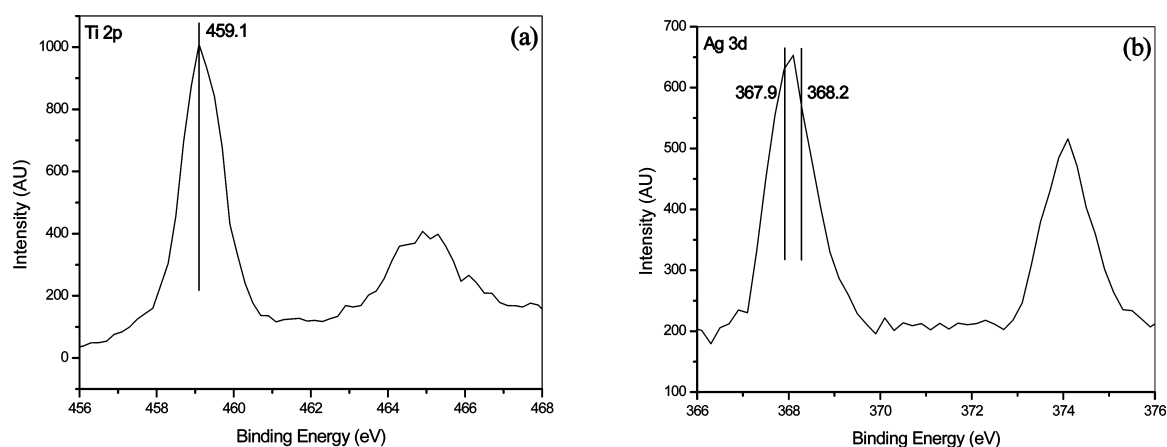 Ti 2p
459.1
(a)
1000
800
600
400
200
0
Intensity (AU)
456 458 460 462 464 466 468
Binding Energy (eV)
Ag 3d
(b)
367.9 368.2
700
600
500
400
300
200
100
Intensity (AU)
366 368 370 372 374 376
Binding Energy (eV)